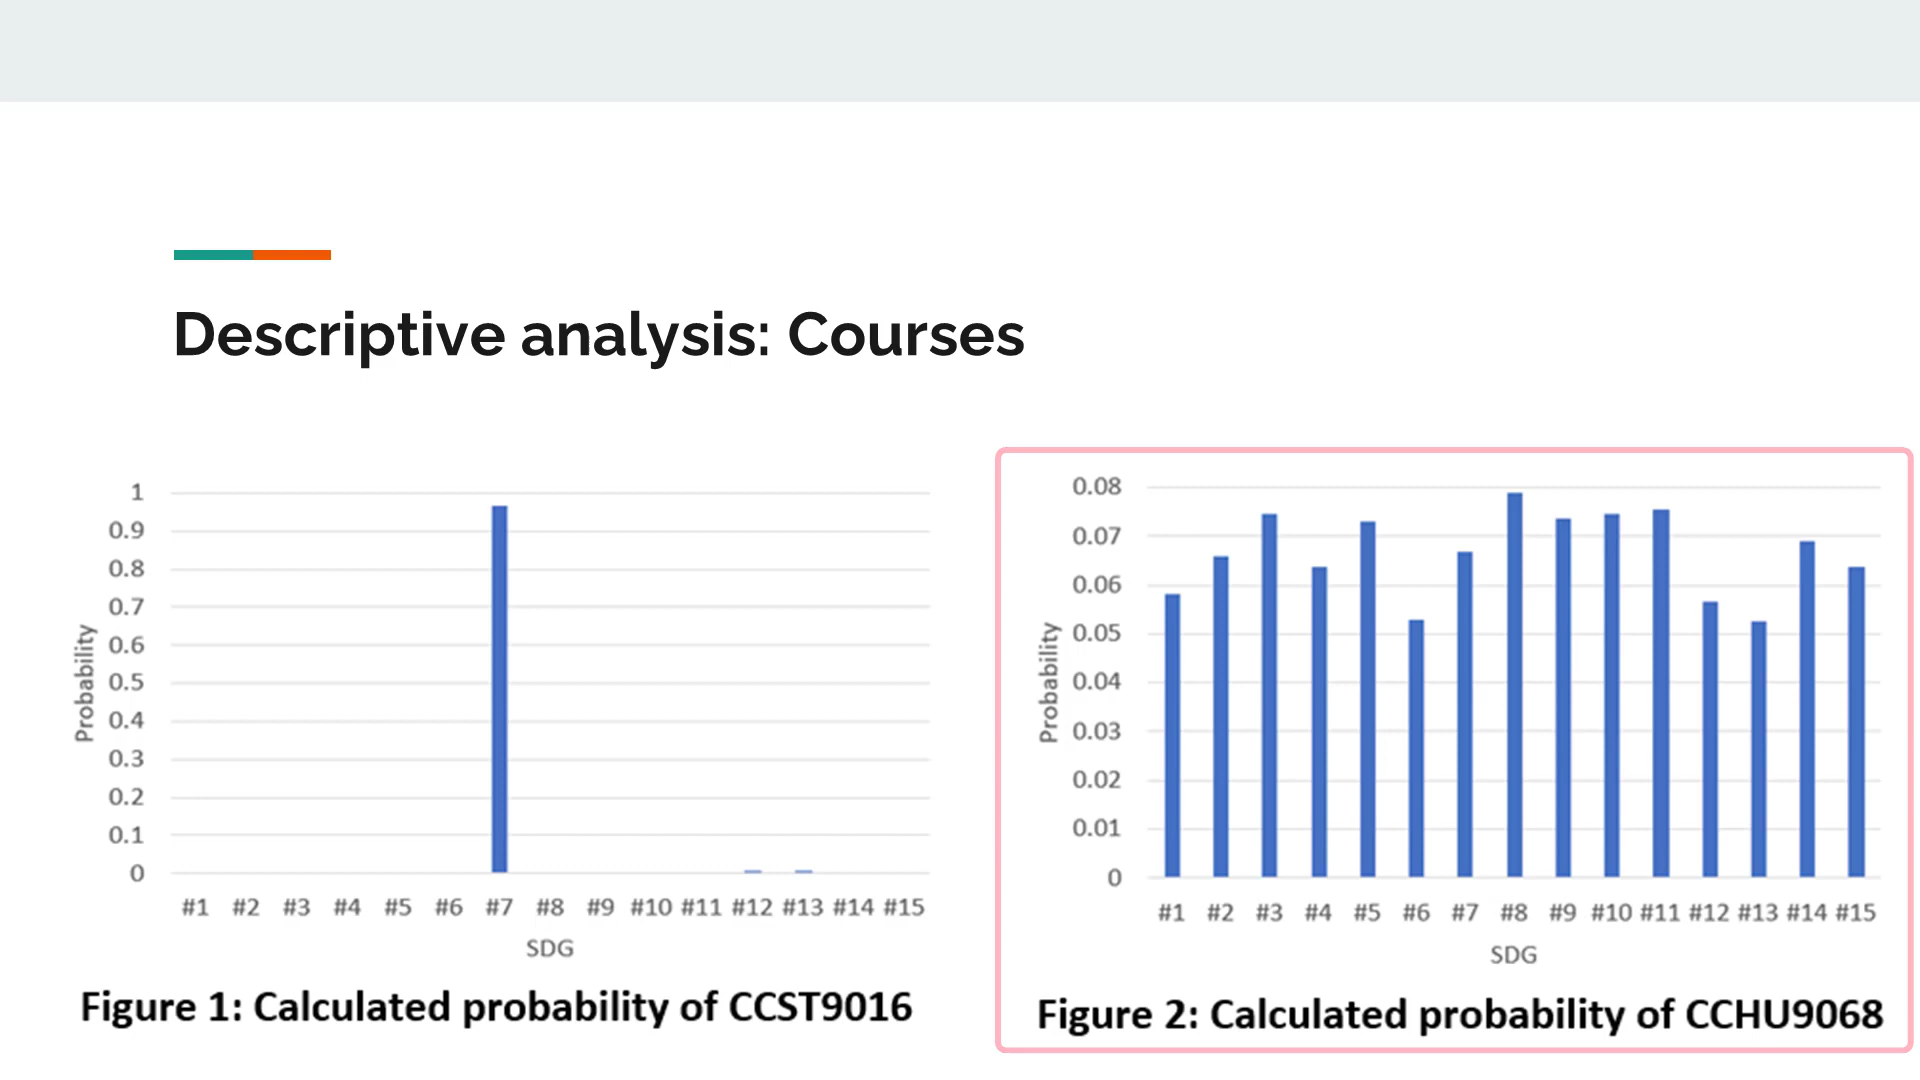 Descriptive analysis: Courses
1
0.9
0.8
0.7
0.6
0.5
0.4
0.3
0.2
0.1
0
Probability
#1 #2 #3 #4 #5 #6 #7 #8 #9 #10 #11 #12 #13 #14 #15
SDG
Figure 1: Calculated probability of CCST9016
0.08
0.07
0.06
0.05
0.04
0.03
0.02
0.01
0
Probability
#1 #2 #3 #4 #5 #6 #7 #8 #9 #10 #11 #12 #13 #14 #15
SDG
Figure 2: Calculated probability of CCHU9068